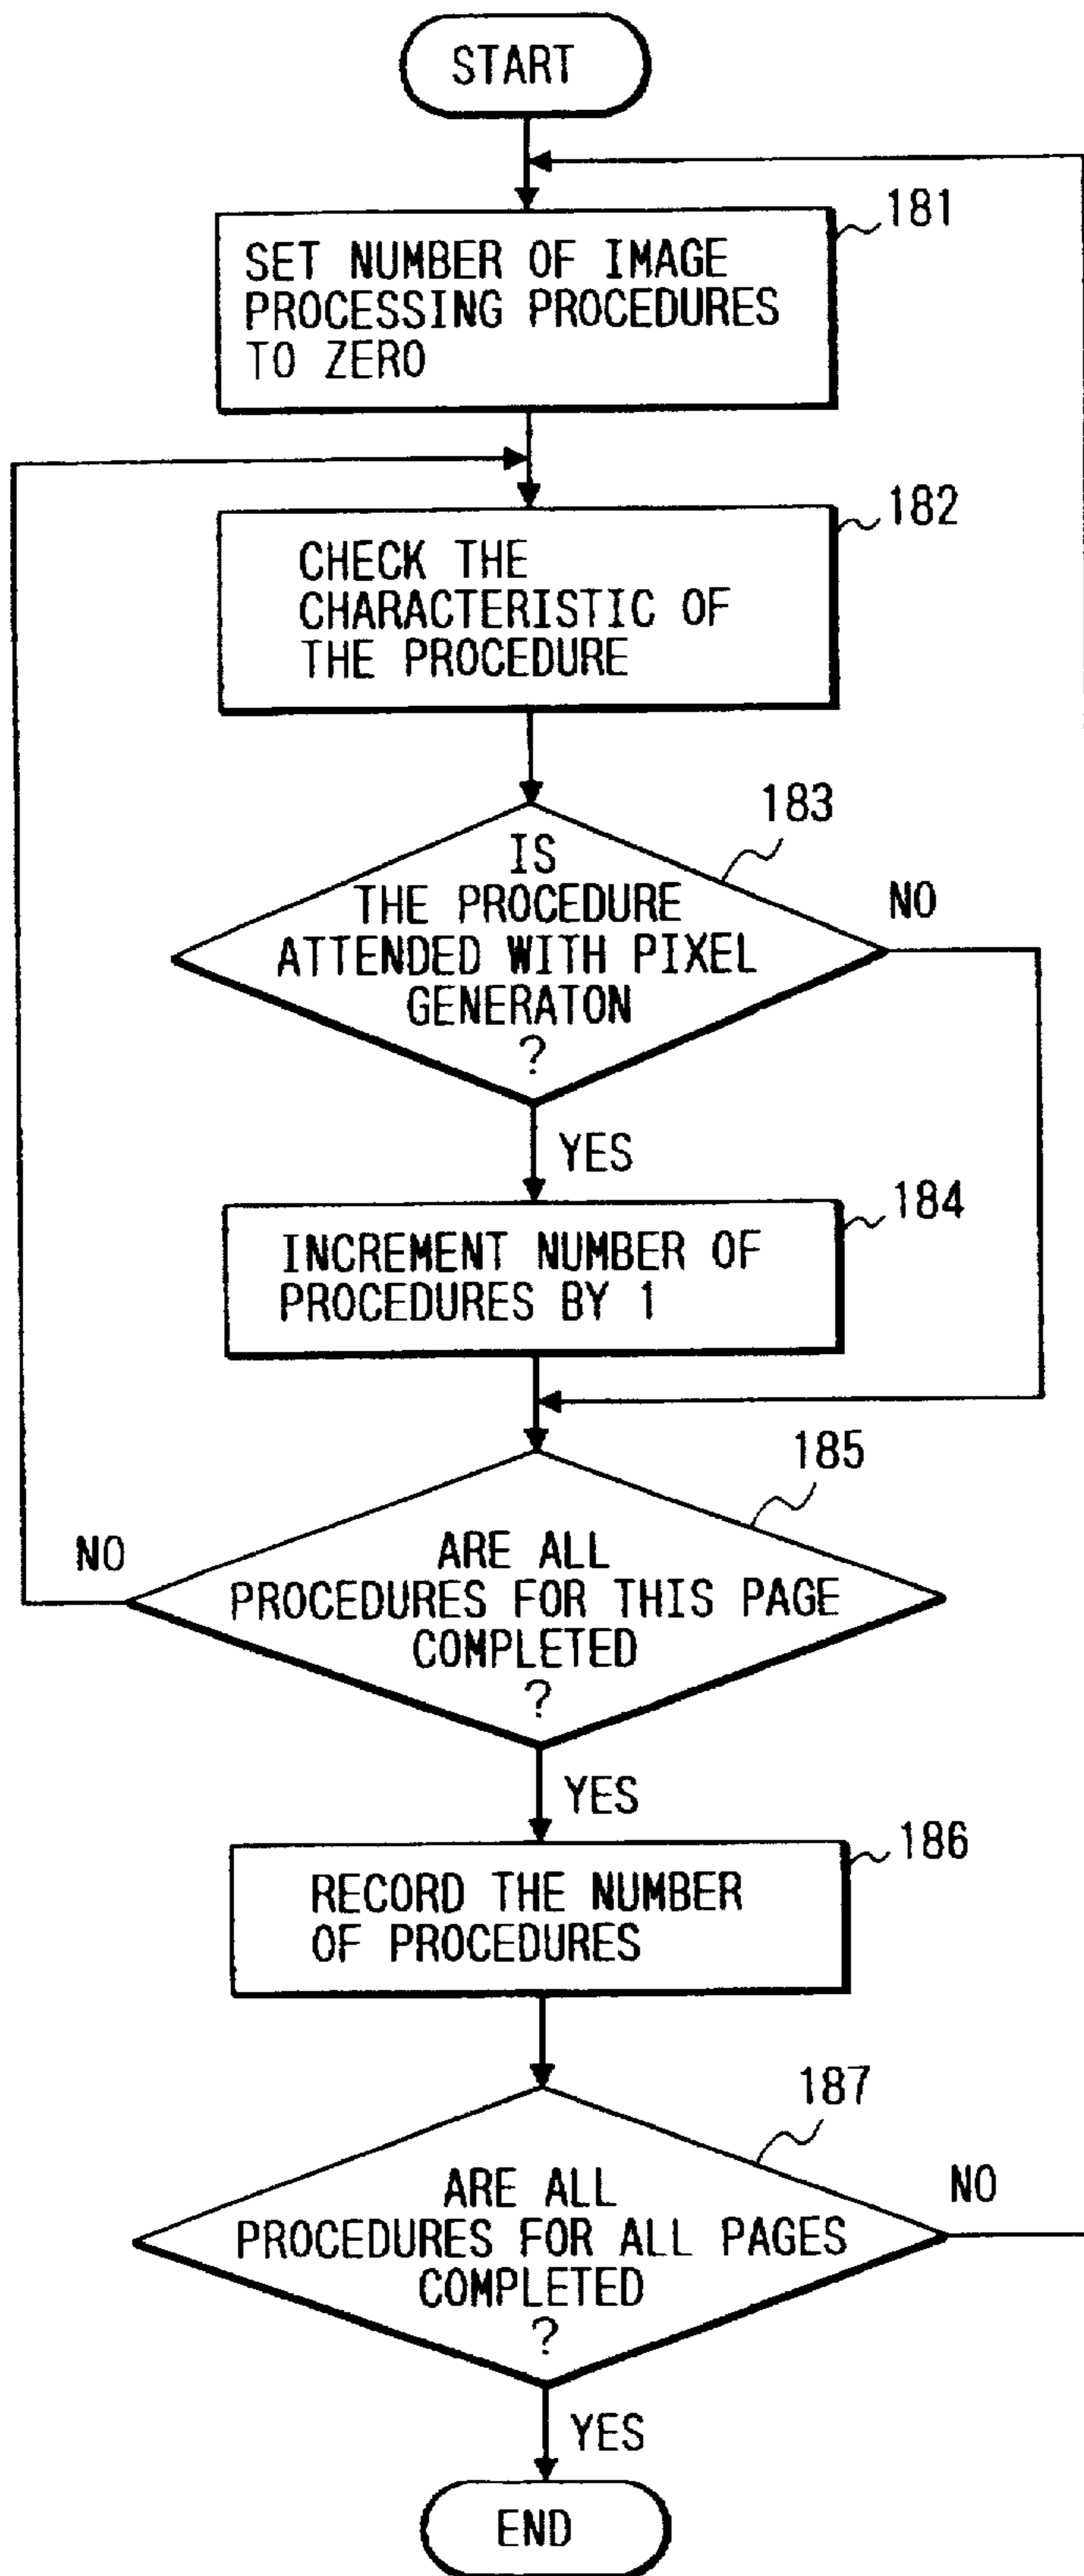 START
181
SET NUMBER OF IMAGE
PROCESSING PROCEDURES
TO ZERO
182
CHECK THE
CHARACTERISTIC OF
THE PROCEDURE
183
IS
THE PROCEDURE
ATTENDED WITH PIXEL
GENERATON
?
NO
YES
184
INCREMENT NUMBER OF
PROCEDURES BY 1
185
ARE ALL
PROCEDURES FOR THIS PAGE
COMPLETED
?
NO
YES
186
RECORD THE NUMBER
OF PROCEDURES
187
ARE ALL
PROCEDURES FOR ALL PAGES
COMPLETED
?
NO
YES
END